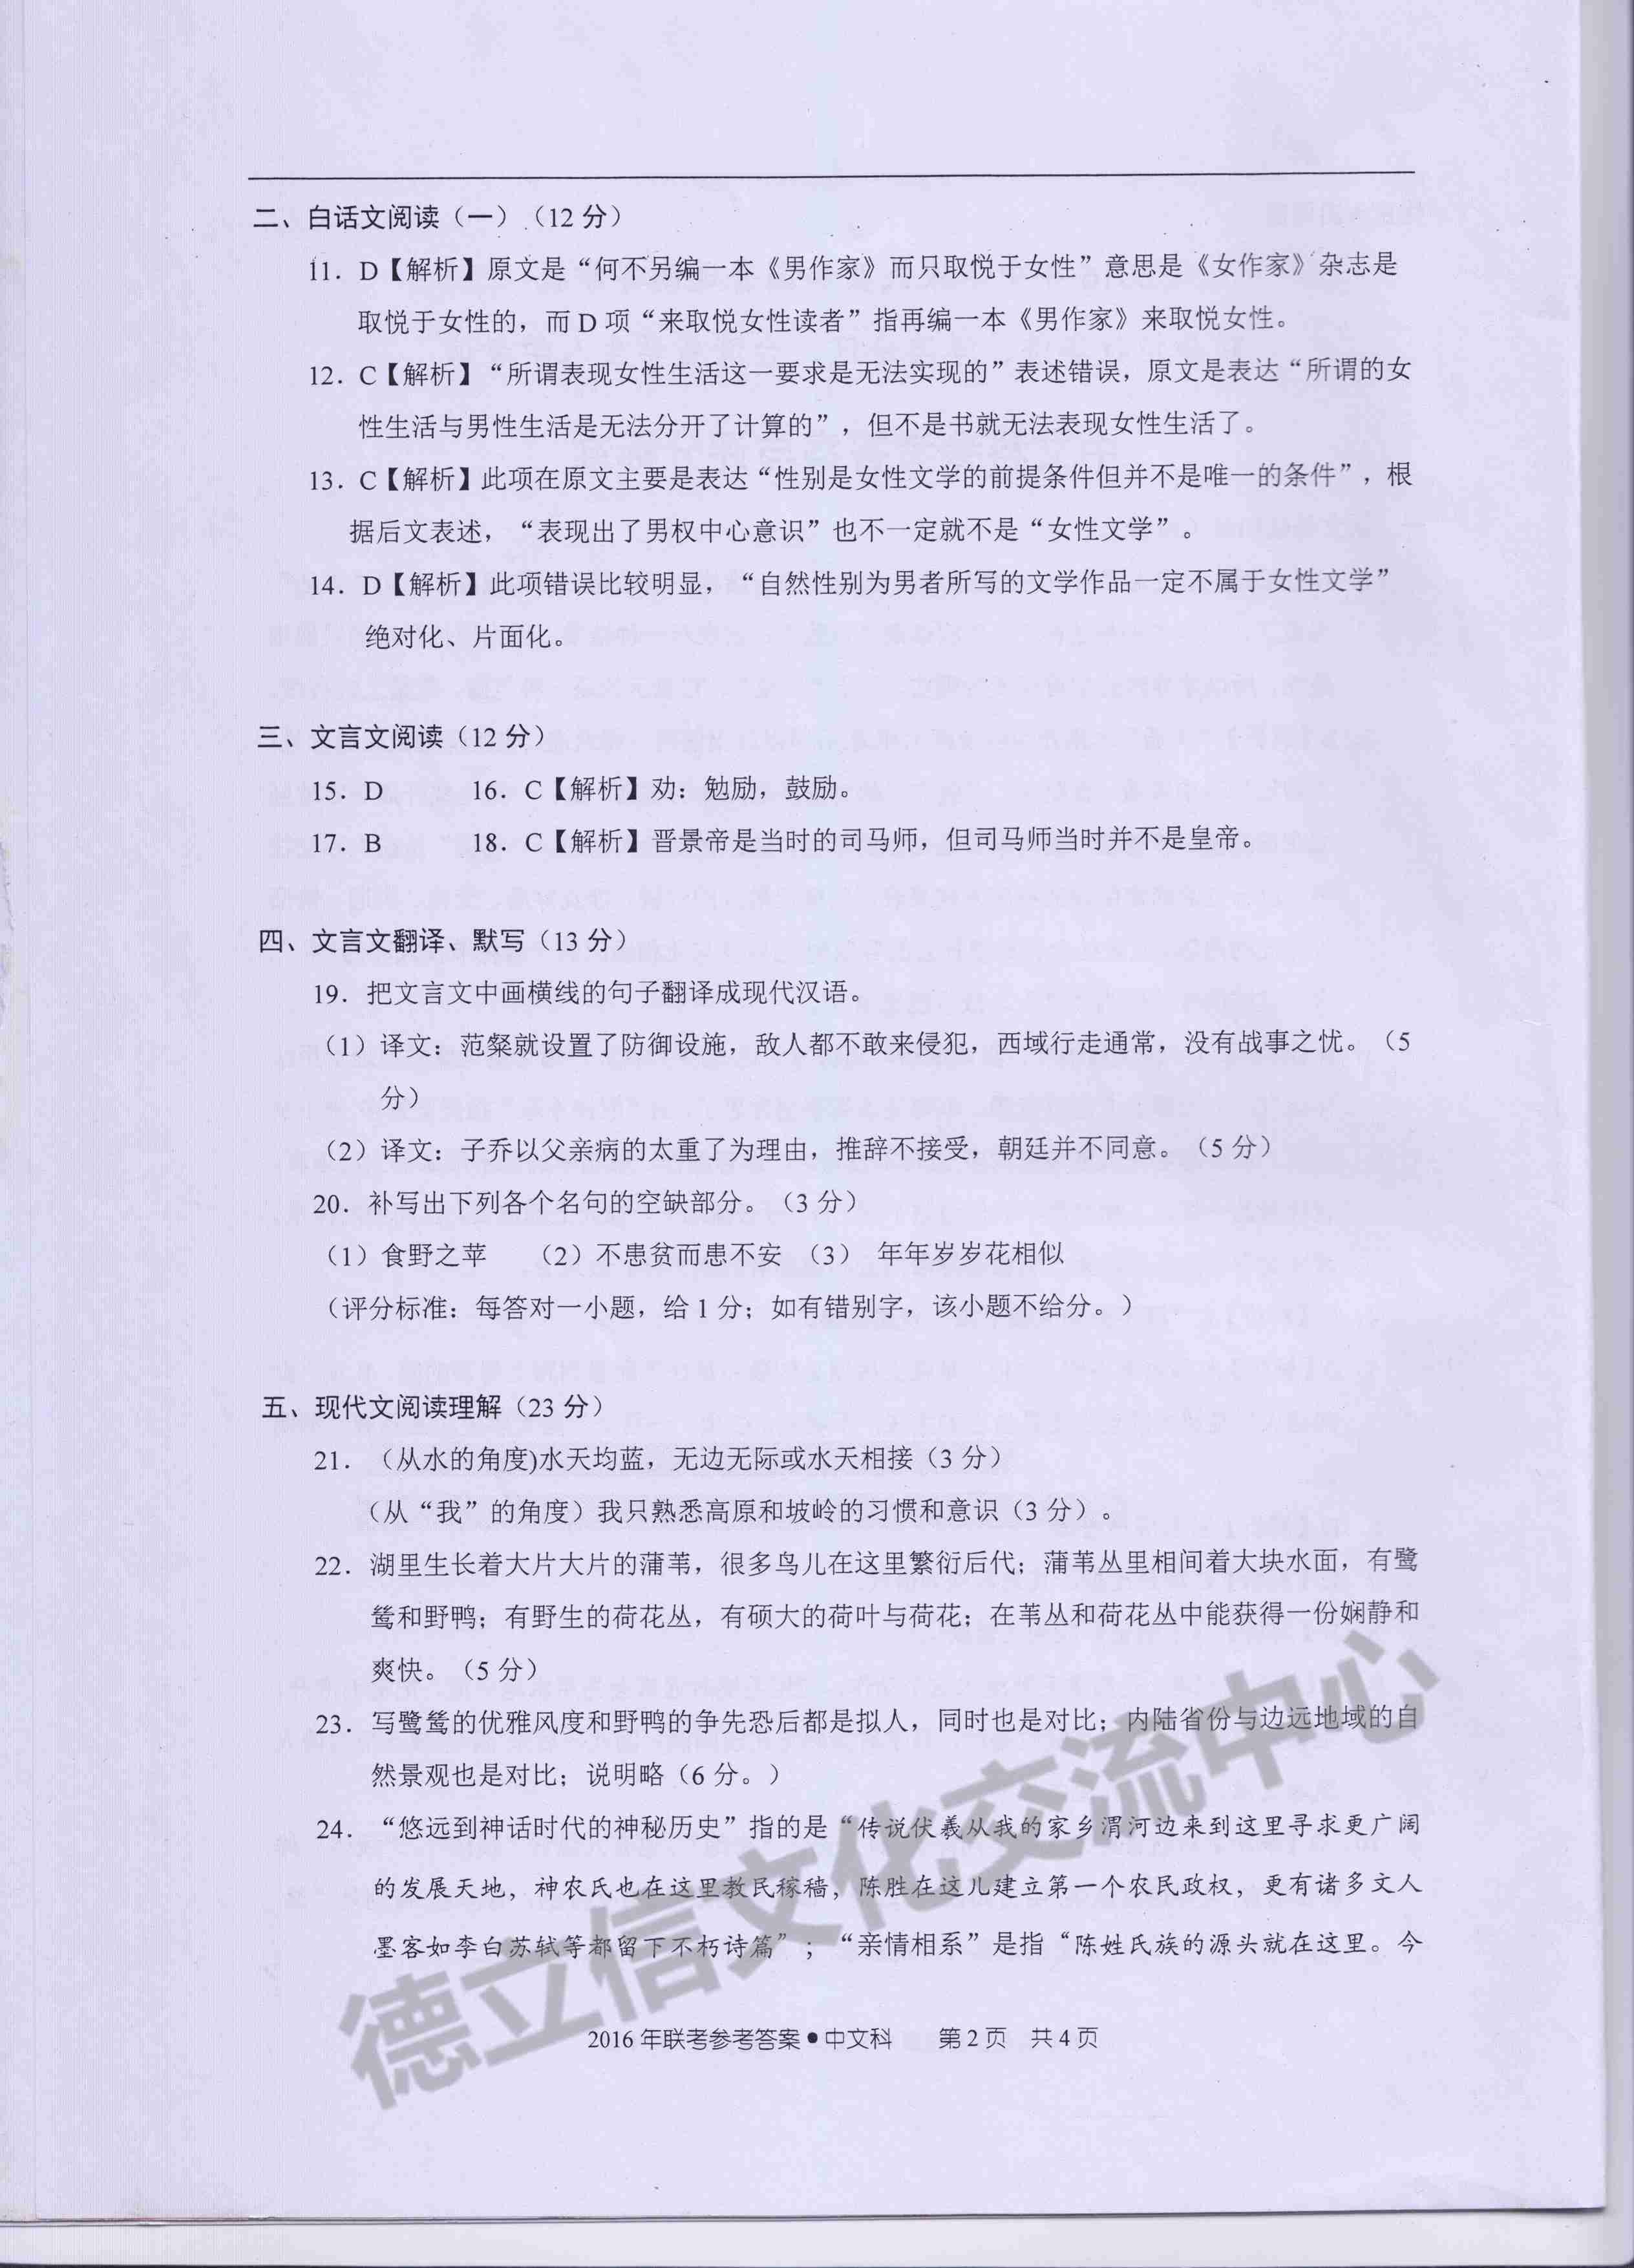 二、白话文阅读（一）（12 分）
11．D【解析】原文是“何不另编一本《男作家》而只取悦于女性”意思是《女作家》杂志是
取悦于女性的，而 D 项“来取悦女性读者”指再编一本《男作家》来取悦女性。
12．C【解析】“所谓表现女性生活这一要求是无法实现的”表述错误，原文是表达“所谓的女
性生活与男性生活是无法分开了计算的”，但不是书就无法表现女性生活了。
13．C【解析】此项在原文主要是表达“性别是女性文学的前提条件但并不是唯一的条件”，根
据后文表述，“表现出了男权中心意识”也不一定就不是“女性文学”。
14．D【解析】此项错误比较明显，“自然性别为男者所写的文学作品一定不属于女性文学”
绝对化、片面化。
三、文言文阅读（12 分）
15．D 16．C【解析】劝：勉励，鼓励。
17．B 18．C【解析】晋景帝是当时的司马师，但司马师当时并不是皇帝。
四、文言文翻译、默写（13 分）
19．把文言文中画横线的句子翻译成现代汉语。
（1）译文：范粲就设置了防御设施，敌人都不敢来侵犯，西域行走通常，没有战事之忧。（5
分）
（2）译文：子乔以父亲病的太重了为理由，推辞不接受，朝廷并不同意。（5 分）
20．补写出下列各个名句的空缺部分。（3 分）
（1）食野之苹 （2）不患贫而患不安 （3） 年年岁岁花相似
（评分标准：每答对一小题，给 1 分；如有错别字，该小题不给分。）
五、现代文阅读理解（23 分）
21．（从水的角度)水天均蓝，无边无际或水天相接（3 分）
（从“我”的角度）我只熟悉高原和坡岭的习惯和意识（3 分）。
22．湖里生长着大片大片的蒲苇，很多鸟儿在这里繁衍后代；蒲苇丛里相间着大块水面，有鹭
鸶和野鸭；有野生的荷花丛，有硕大的荷叶与荷花；在苇丛和荷花丛中能获得一份娴静和
爽快。（5 分）
23．写鹭鸶的优雅风度和野鸭的争先恐后都是拟人，同时也是对比；内陆省份与边远地域的自
然景观也是对比；说明略（6 分。）
24．“悠远到神话时代的神秘历史”指的是“传说伏羲从我的家乡渭河边来到这里寻求更广阔
的发展天地，神农氏也在这里教民稼穑，陈胜在这儿建立第一个农民政权，更有诸多文人
墨客如李白苏轼等都留下不朽诗篇”；“亲情相系”是指“陈姓氏族的源头就在这里。今
德立信文化交流中心
2016 年联考参考答案●中文科 第 2 页 共 4 页